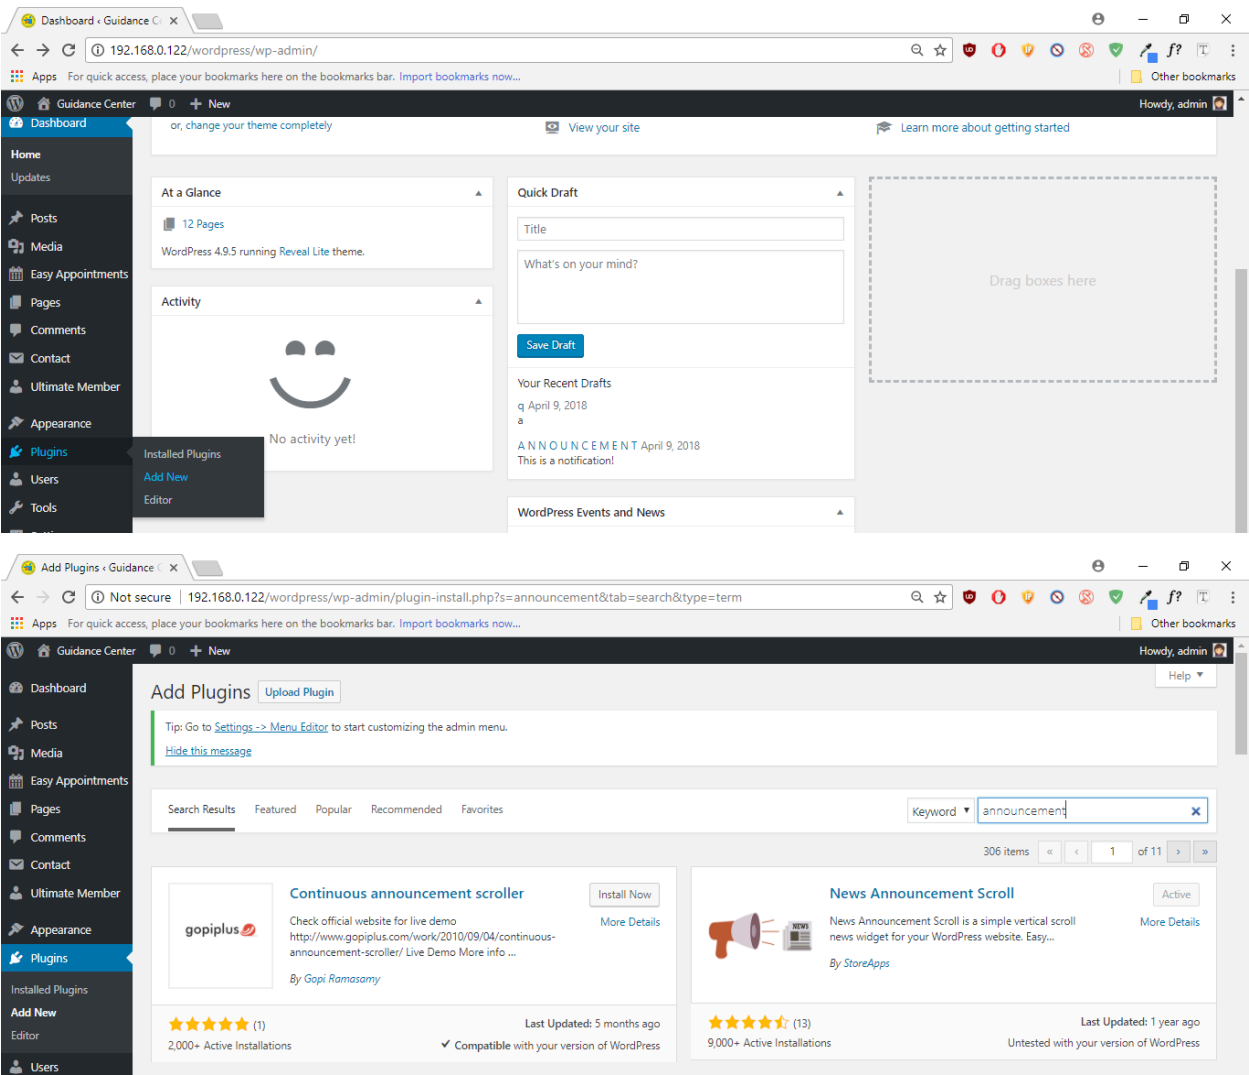 Dashboard ‹ Guidance C
192.168.0.122/wordpress/wp-admin/
Apps For quick access, place your bookmarks here on the bookmarks bar. Import bookmarks now...
Other bookmarks
Guidance Center 0 + New
Howdy, admin
Dashboard
or, change your theme completely
View your site
Learn more about getting started
Home
Updates
Posts
Media
Easy Appointments
Pages
Comments
Contact
Ultimate Member
Appearance
Plugins
Users
Tools
Installed Plugins
Add New
Editor
At a Glance
12 Pages
WordPress 4.9.5 running Reveal Lite theme.
Activity
No activity yet!
Quick Draft
Title
What's on your mind?
Save Draft
Your Recent Drafts
q April 9, 2018
a
A N N O U N C E M E N T April 9, 2018
This is a notification!
WordPress Events and News
Drag boxes here
Add Plugins ‹ Guidance C
Not secure | 192.168.0.122/wordpress/wp-admin/plugin-install.php?s=announcement&tab=search&type=term
Apps For quick access, place your bookmarks here on the bookmarks bar. Import bookmarks now...
Other bookmarks
Guidance Center 0 + New
Howdy, admin
Dashboard
Posts
Media
Easy Appointments
Pages
Comments
Contact
Ultimate Member
Appearance
Plugins
Installed Plugins
Add New
Editor
Users
Help ▼
Add Plugins Upload Plugin
Tip: Go to Settings -> Menu Editor to start customizing the admin menu.
Hide this message
Search Results Featured Popular Recommended Favorites
Keyword ▼ announcement
306 items « ‹ 1 of 11 › »
gopiplus
Continuous announcement scroller
Install Now
More Details
Check official website for live demo
http://www.gopiplus.com/work/2010/09/04/continuous-
announcement-scroller/ Live Demo More info ...
By Gopi Ramasamy
(1)
2,000+ Active Installations
Last Updated: 5 months ago
✓ Compatible with your version of WordPress
NEWS
News Announcement Scroll
Active
More Details
News Announcement Scroll is a simple vertical scroll
news widget for your WordPress website. Easy...
By StoreApps
(13)
9,000+ Active Installations
Last Updated: 1 year ago
Untested with your version of WordPress